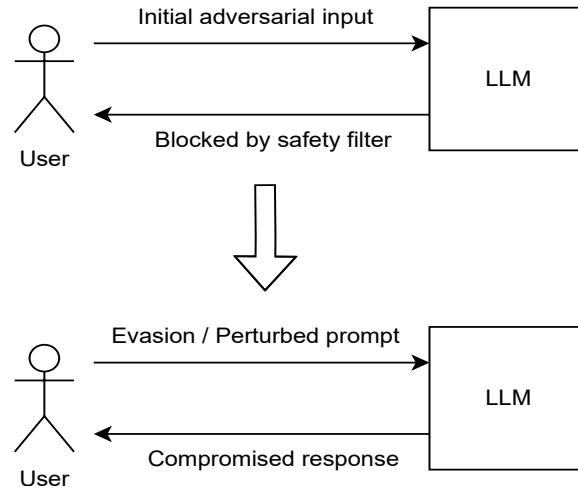 Initial adversarial input
LLM
Blocked by safety filter
User
Evasion / Perturbed prompt
LLM
Compromised response
User